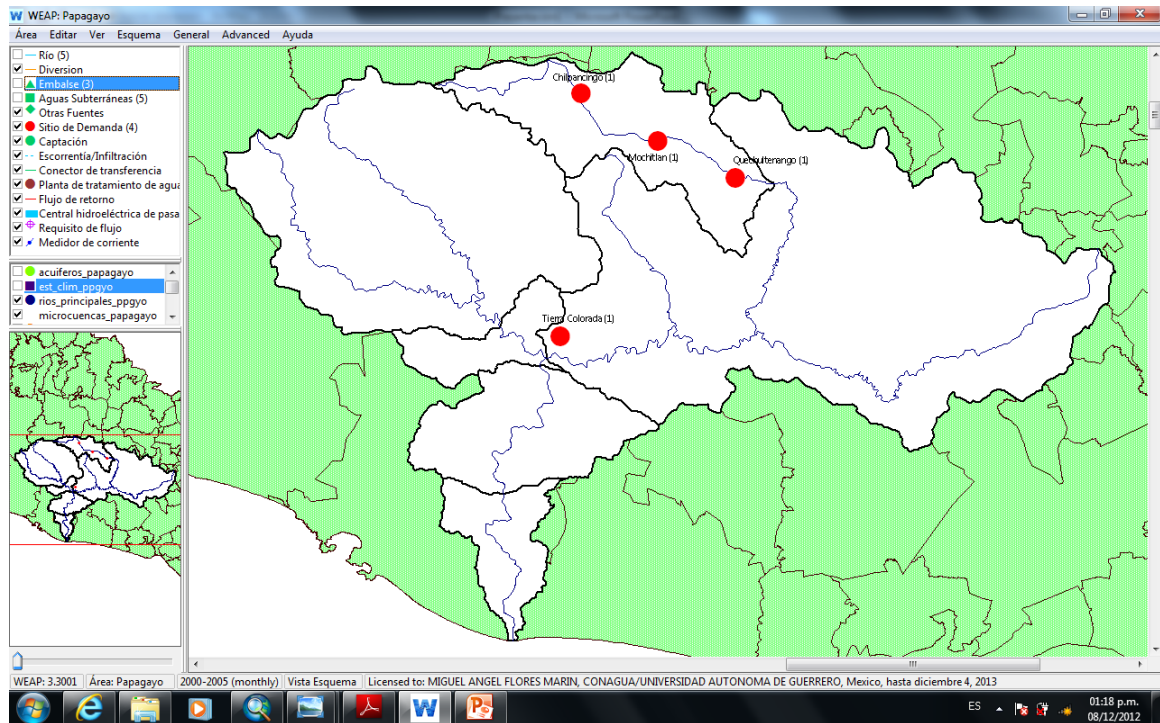 WEAP: Papagayo
Área Editar Ver Esquema General Advanced Ayuda
Río (5)
Diversion
Embalse (3)
Aguas Subterráneas (5)
Otras Fuentes
Sitio de Demanda (4)
Captación
Escorrentía/Infiltración
Conector de transferencia
Planta de tratamiento de agua
Flujo de retorno
Central hidroeléctrica de pasa
Requisito de flujo
Medidor de corriente
acuiferos_papagayo
est_clim_ppgyo
rios_principales_ppgyo
microcuencas_papagayo
Chilpancingo (1)
Mochitlan (1)
Quechultenango (1)
Tierra Colorada (1)
WEAP: 3.3001 Área: Papagayo 2000-2005 (monthly) Vista Esquema Licensed to: MIGUEL ANGEL FLORES MARIN, CONAGUA/UNIVERSIDAD AUTONOMA DE GUERRERO, Mexico, hasta diciembre 4, 2013
ES
01:18 p.m.
08/12/2012